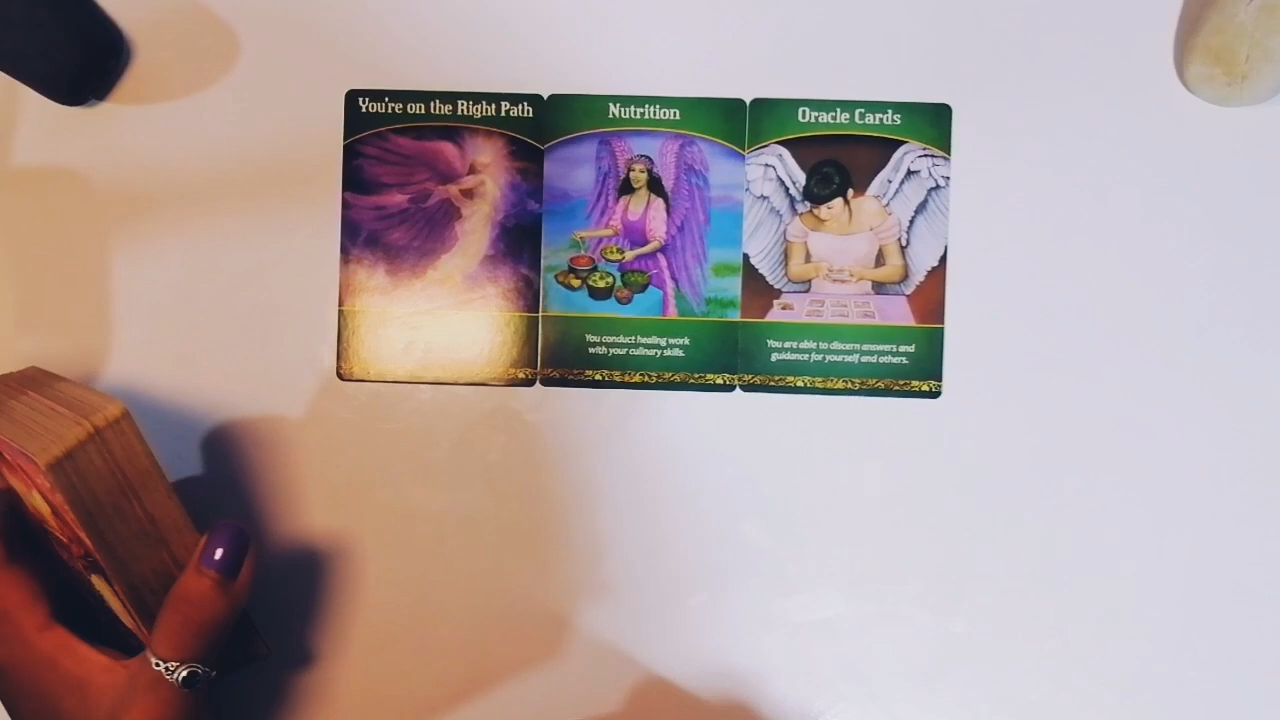 You're on the Right Path
Nutrition
Oracle Cards
You conduct healing work
with your culinary skills.
You are able to discern answers and
guidance for yourself and others.